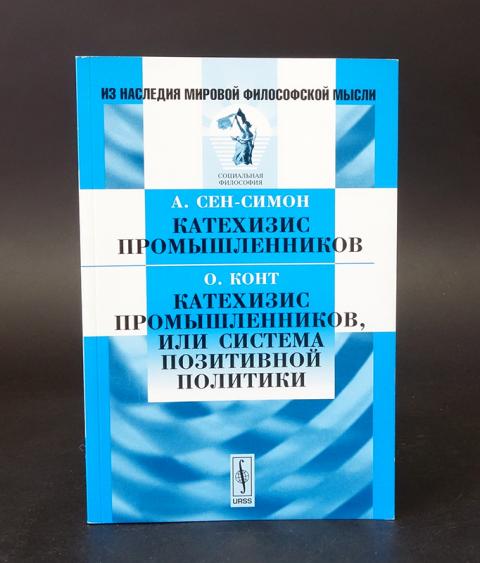 ИЗ НАСЛЕДИЯ МИРОВОЙ ФИЛОСОФСКОЙ МЫСЛИ
СОЦИАЛЬНАЯ
ФИЛОСОФИЯ
А. СЕН-СИМОН
КАТЕХИЗИС
ПРОМЫШЛЕННИКОВ
О. КОНТ
КАТЕХИЗИС
ПРОМЫШЛЕННИКОВ,
ИЛИ СИСТЕМА
ПОЗИТИВНОЙ
ПОЛИТИКИ
URSS